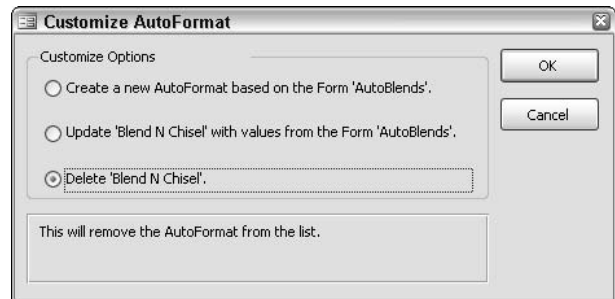 Customize AutoFormat
Customize Options
Create a new AutoFormat based on the Form 'AutoBlends'.
Update 'Blend N Chisel' with values from the Form 'AutoBlends'.
Delete 'Blend N Chisel'.
OK
Cancel
This will remove the AutoFormat from the list.